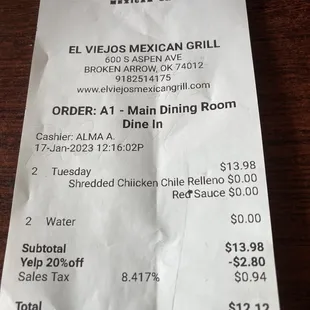 EL VIEJOS MEXICAN GRILL
600 S ASPEN AVE
BROKEN ARROW, OK 74012
9182514175
www.elviejosmexicangrill.com
ORDER: A1 - Main Dining Room
Dine In
Cashier: ALMA A.
17-Jan-2023 12:16:02P
2 Tuesday $13.98
Shredded Chiicken Chile Relleno $0.00
Red Sauce $0.00
2 Water $0.00
Subtotal $13.98
Yelp 20%off -$2.80
Sales Tax 8.417% $0.94
Total $12.12